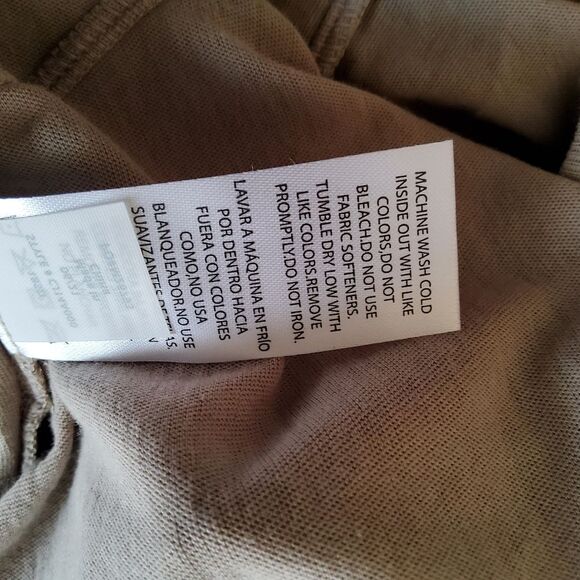 MACHINE WASH COLD
INSIDE OUT WITH LIKE
COLORS,DO NOT
BLEACH.DO NOT USE
FABRIC SOFTENERS.
TUMBLE DRY LOW WITH
LIKE COLORS.REMOVE
PROMPTLY.DO NOT IRON.
LAVAR A MÁQUINA EN FRÍO
POR DENTRO HACIA
FUERA CON COLORES
COMO,NO USA
BLANQUEADOR.NO USE
SUAVIZANTES